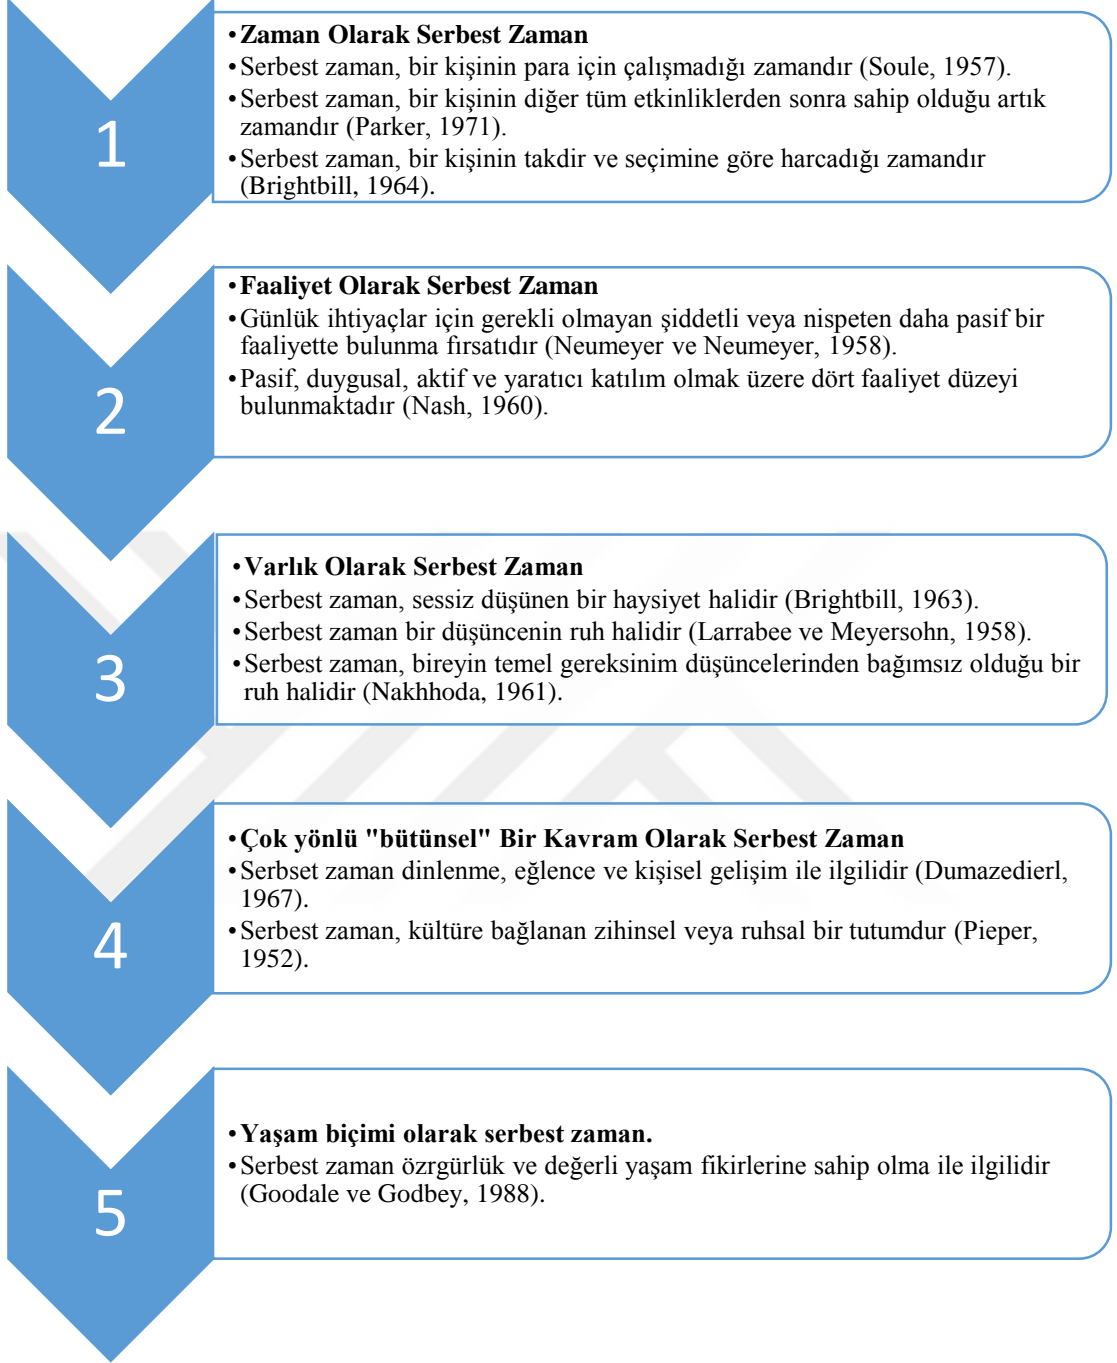 1
•Zaman Olarak Serbest Zaman
•Serbest zaman, bir kişinin para için çalışmadığı zamandır (Soule, 1957).
•Serbest zaman, bir kişinin diğer tüm etkinliklerden sonra sahip olduğu artık
zamandır (Parker, 1971).
•Serbest zaman, bir kişinin takdir ve seçimine göre harcadığı zamandır
(Brightbill, 1964).
2
•Faaliyet Olarak Serbest Zaman
•Günlük ihtiyaçlar için gerekli olmayan şiddetli veya nispeten daha pasif bir
faaliyette bulunma fırsatıdır (Neumeyer ve Neumeyer, 1958).
•Pasif, duygusal, aktif ve yaratıcı katılım olmak üzere dört faaliyet düzeyi
bulunmaktadır (Nash, 1960).
3
•Varlık Olarak Serbest Zaman
•Serbest zaman, sessiz düşünen bir haysiyet halidir (Brightbill, 1963).
•Serbest zaman bir düşüncenin ruh halidir (Larrabee ve Meyersohn, 1958).
•Serbest zaman, bireyin temel gereksinim düşüncelerinden bağımsız olduğu bir
ruh halidir (Nakhhoda, 1961).
4
•Çok yönlü "bütünsel" Bir Kavram Olarak Serbest Zaman
•Serbset zaman dinlenme, eğlence ve kişisel gelişim ile ilgilidir (Dumazedierl,
1967).
•Serbest zaman, kültüre bağlanan zihinsel veya ruhsal bir tutumdur (Pieper,
1952).
5
•Yaşam biçimi olarak serbest zaman.
•Serbest zaman özrgürlük ve değerli yaşam fikirlerine sahip olma ile ilgilidir
(Goodale ve Godbey, 1988).